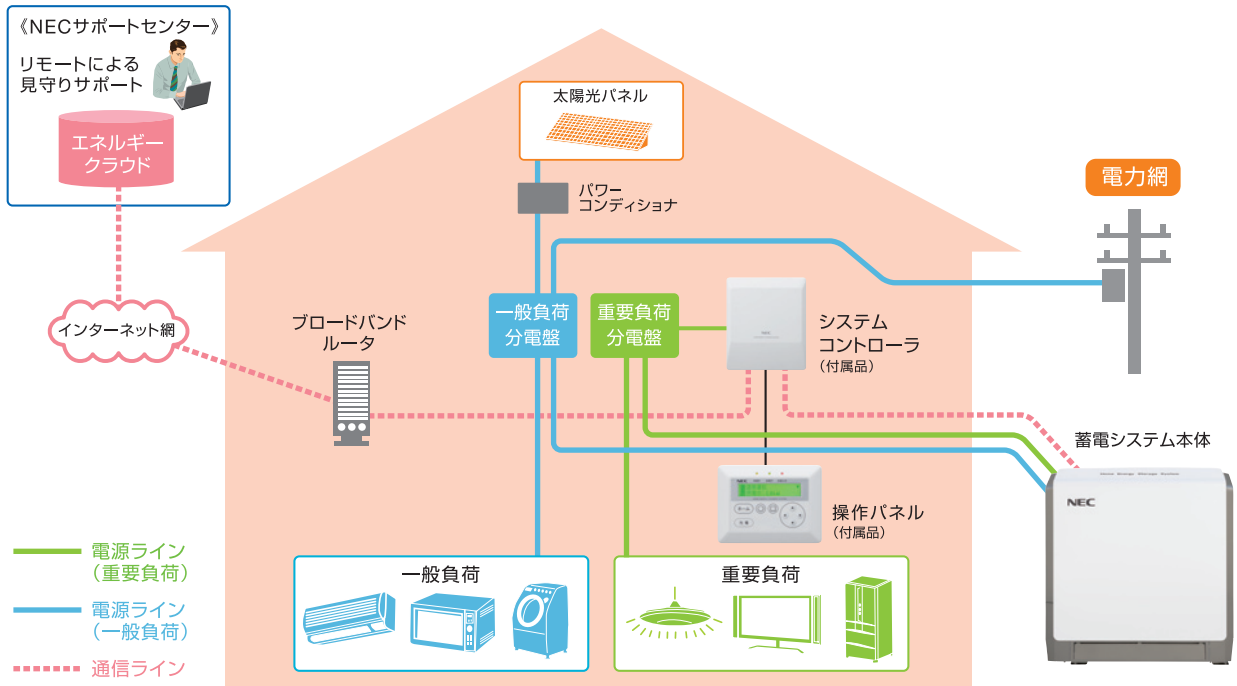 《NECサポートセンター》
リモートによる
見守りサポート
エネルギー
クラウド
太陽光パネル
パワー
コンディショナ
電力網
インターネット網
ブロードバンド
ルータ
一般負荷
分電盤
重要負荷
分電盤
NEC
システム
コントローラ
（付属品）
蓄電システム本体
NEC
操作パネル
（付属品）
NEC
一般負荷
重要負荷
電源ライン
（重要負荷）
電源ライン
（一般負荷）
通信ライン